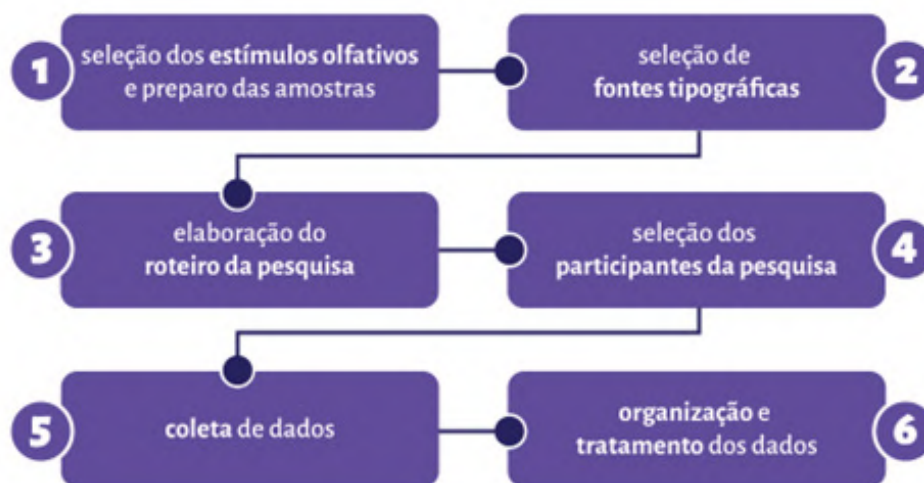 1
seleção dos estímulos olfativos
e preparo das amostras
seleção de
fontes tipográficas
2
3
elaboração do
roteiro da pesquisa
seleção dos
participantes da pesquisa
4
5
coleta de dados
organização e
tratamento dos dados
6